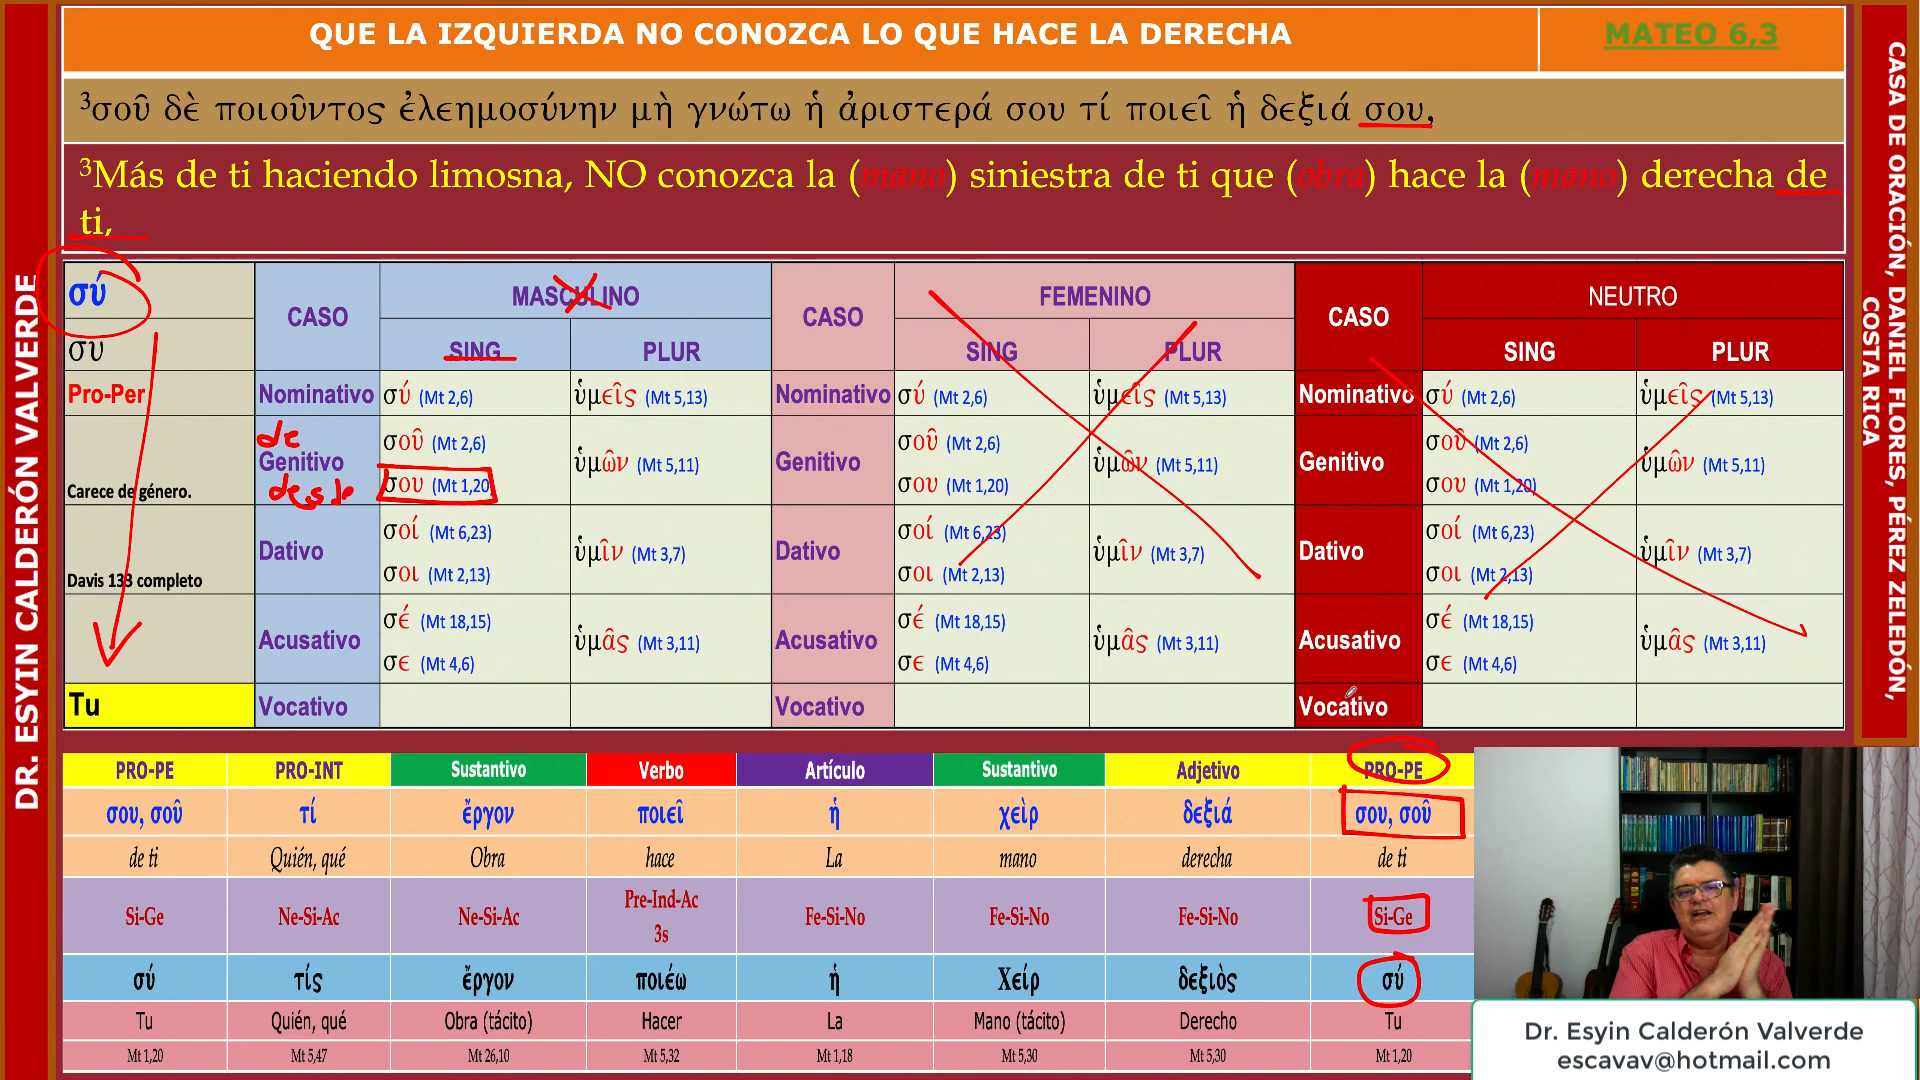 QUE LA IZQUIERDA NO CONOZCA LO QUE HACE LA DERECHA
MATEO 6,3
³σοῦ δὲ ποιοῦντος ἐλεημοσύνην μὴ γνώτω ἡ ἀριστερά σου τί ποιεῖ ἡ δεξιά σου,
³Más de ti haciendo limosna, NO conozca la (mano) siniestra de ti que (obra) hace la (mano) derecha de
ti,
DR. ESYIN CALDERÓN VALVERDE
CASA DE ORACIÓN, DANIEL FLORES, PÉREZ ZELEDÓN,
COSTA RICA
σύ CASO MASCULINO CASO FEMENINO CASO NEUTRO
συ SING PLUR SING PLUR SING PLUR
Pro-Per Nominativo σύ (Mt 2,6) ὑμεῖς (Mt 5,13) Nominativo σύ (Mt 2,6) ὑμεῖς (Mt 5,13) Nominativo σύ (Mt 2,6) ὑμεῖς (Mt 5,13)
de
σοῦ (Mt 2,6) σοῦ (Mt 2,6) σοῦ (Mt 2,6)
Genitivo ὑμῶν (Mt 5,11) Genitivo ὑμῶν (Mt 5,11) Genitivo ὑμῶν (Mt 5,11)
Carece de género. desde σου (Mt 1,20) σου (Mt 1,20) σου (Mt 1,20)
σοί (Mt 6,23) σοί (Mt 6,23) σοί (Mt 6,23)
Dativo ὑμῖν (Mt 3,7) Dativo ὑμῖν (Mt 3,7) Dativo ὑμῖν (Mt 3,7)
Davis 133 completo σοι (Mt 2,13) σοι (Mt 2,13) σοι (Mt 2,13)
σέ (Mt 18,15) σέ (Mt 18,15) σέ (Mt 18,15)
Acusativo ὑμᾶς (Mt 3,11) Acusativo ὑμᾶς (Mt 3,11) Acusativo ὑμᾶς (Mt 3,11)
σε (Mt 4,6) σε (Mt 4,6) σε (Mt 4,6)
Tu Vocativo Vocativo Vocativo
PRO-PE PRO-INT Sustantivo Verbo Artículo Sustantivo Adjetivo PRO-PE
σου, σοῦ τί ἔργον ποιεῖ ἡ χεὶρ δεξιά σου, σοῦ
de ti Quién, qué Obra hace La mano derecha de ti
Si-Ge Ne-Si-Ac Ne-Si-Ac Pre-Ind-Ac 3s Fe-Si-No Fe-Si-No Fe-Si-No Si-Ge
σύ τίς ἔργον ποιέω ἡ Χείρ δεξιὸς σύ
Tu Quién, qué Obra (tácito) Hacer La Mano (tácito) Derecho Tu
Mt 1,20 Mt 5,47 Mt 26,10 Mt 5,32 Mt 1,18 Mt 5,30 Mt 5,30 Mt 1,20
Dr. Esyin Calderón Valverde
escavav@hotmail.com